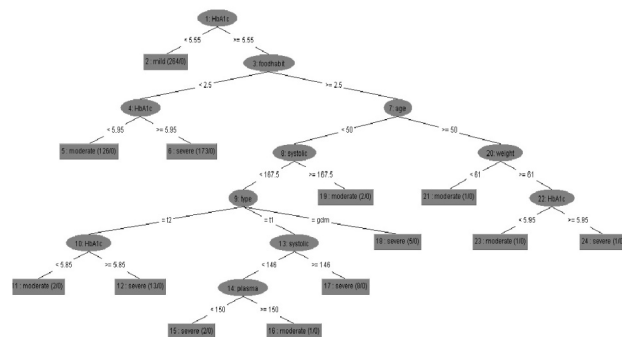 1: HbA1c
< 5.55 >= 5.55
2 : mild (284/0) 3: foodhabit
< 2.5 >= 2.5
4: HbA1c 7: age
< 5.95 >= 5.95 < 50 >= 50
5 : moderate (126/0) 6 : severe (173/0) 8: systolic 20: weight
< 167.5 >= 167.5 < 61 >= 61
9: type 19 : moderate (2/0) 21 : moderate (1/0) 22: HbA1c
= t2 = t1 = gdm < 5.95 >= 5.95
10: HbA1c 13: systolic 18 : severe (5/0) 23 : moderate (1/0) 24 : severe
< 5.85 >= 5.85 < 146 >= 146
11 : moderate (2/0) 12 : severe (13/0) 14: plasma 17 : severe
< 150 >= 150
15 : severe (2/0) 16 : moderate (1/0)